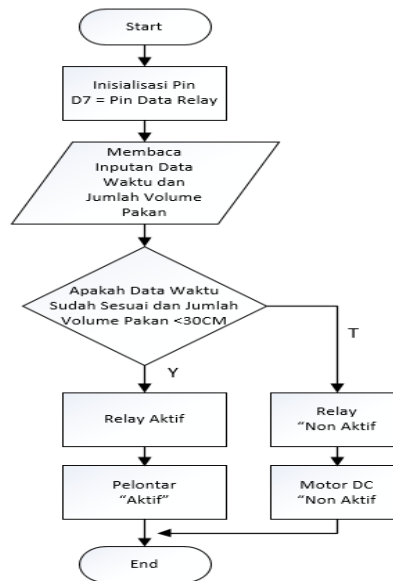 Start
Inisialisasi Pin
D7 = Pin Data Relay
Membaca
Inputan Data
Waktu dan
Jumlah Volume
Pakan
Apakah Data Waktu
Sudah Sesuai dan Jumlah
Volume Pakan <30CM
T
Y
Relay Aktif
Relay
“Non Aktif
Pelontar
“Aktif”
Motor DC
“Non Aktif
End